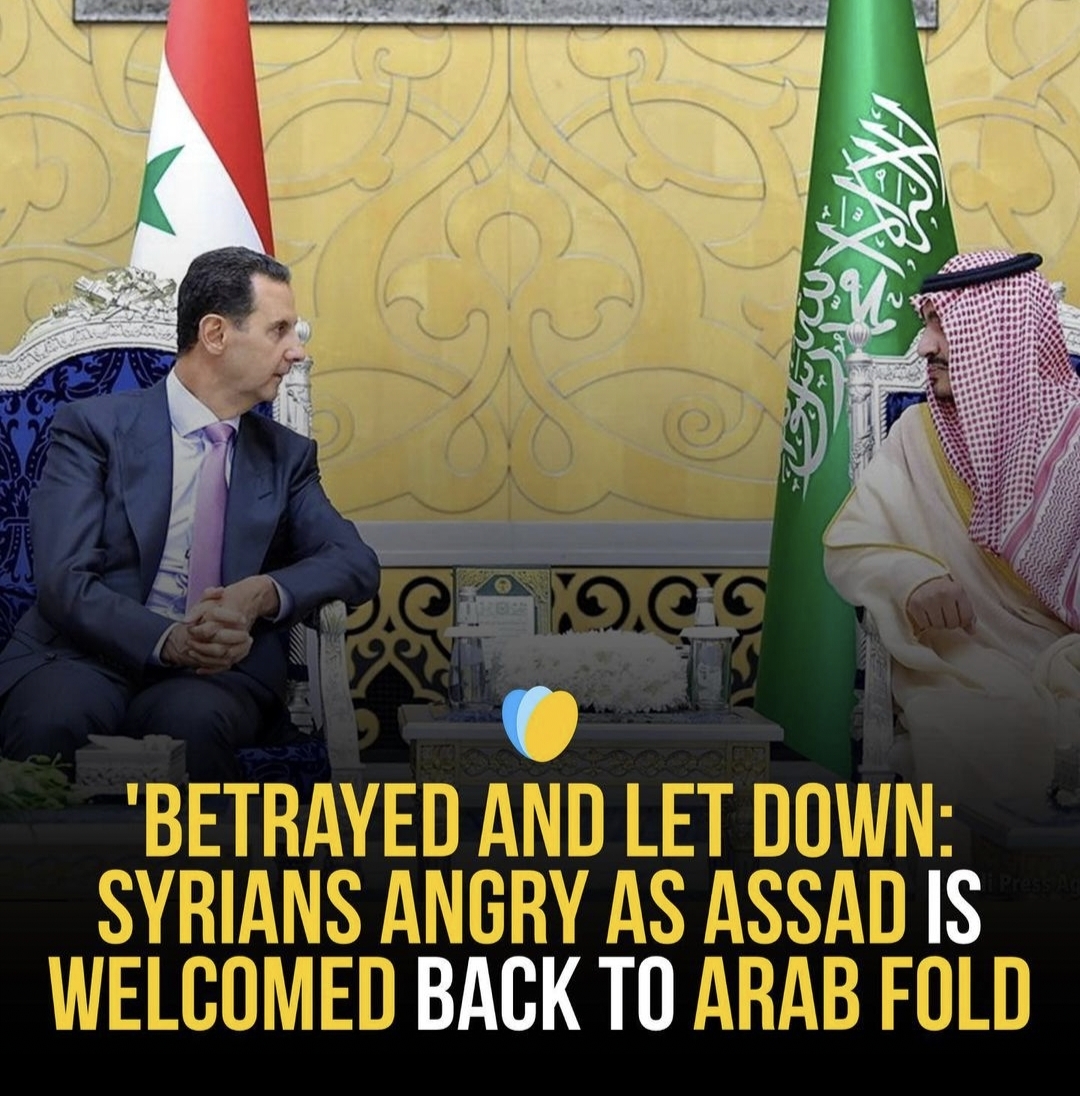 'BETRAYED AND LET DOWN:
SYRIANS ANGRY AS ASSAD IS
WELCOMED BACK TO ARAB FOLD